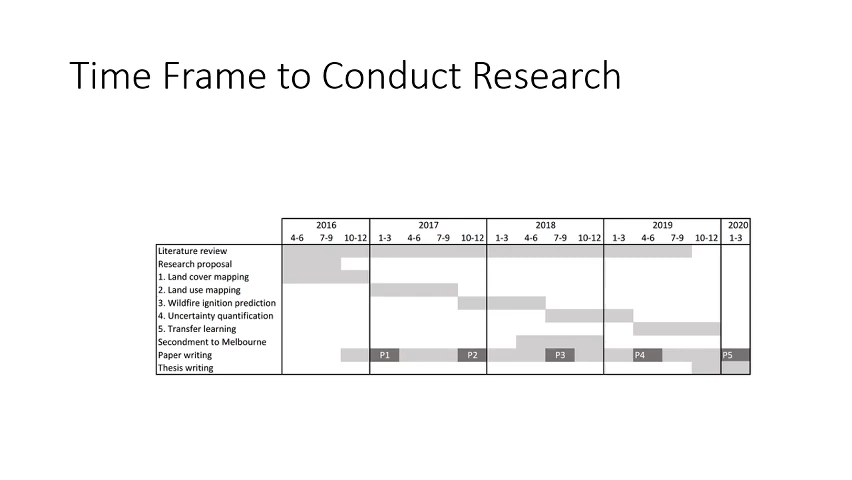 Time Frame to Conduct Research
2016 2017 2018 2019 2020
4-6 7-9 10-12 1-3 4-6 7-9 10-12 1-3 4-6 7-9 10-12 1-3 4-6 7-9 10-12 1-3
Literature review
Research proposal
1. Land cover mapping
2. Land use mapping
3. Wildfire ignition prediction
4. Uncertainty quantification
5. Transfer learning
Secondment to Melbourne
Paper writing P1 P2 P3 P4 P5
Thesis writing